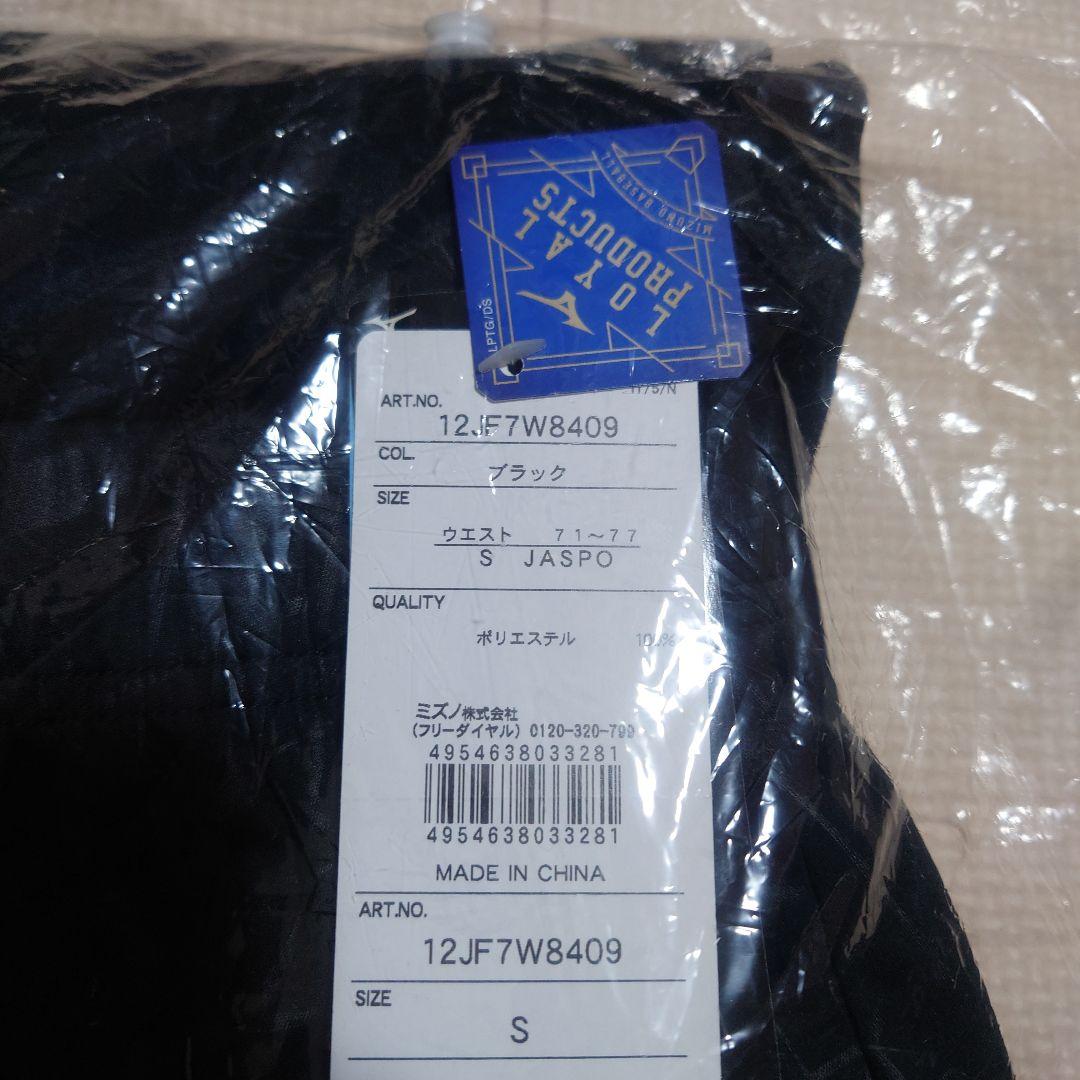 MIZUNO BASEBALL
LOYAL
PRODUCTS
LPTG/DS
ART.NO.
12JF7W8409
COL.
ブラック
SIZE
ウエスト 71〜77
S JASPO
QUALITY
ポリエステル 100%
ミズノ株式会社
(フリーダイヤル) 0120-320-799
4954638033281
4954638033281
MADE IN CHINA
ART.NO.
12JF7W8409
SIZE
S